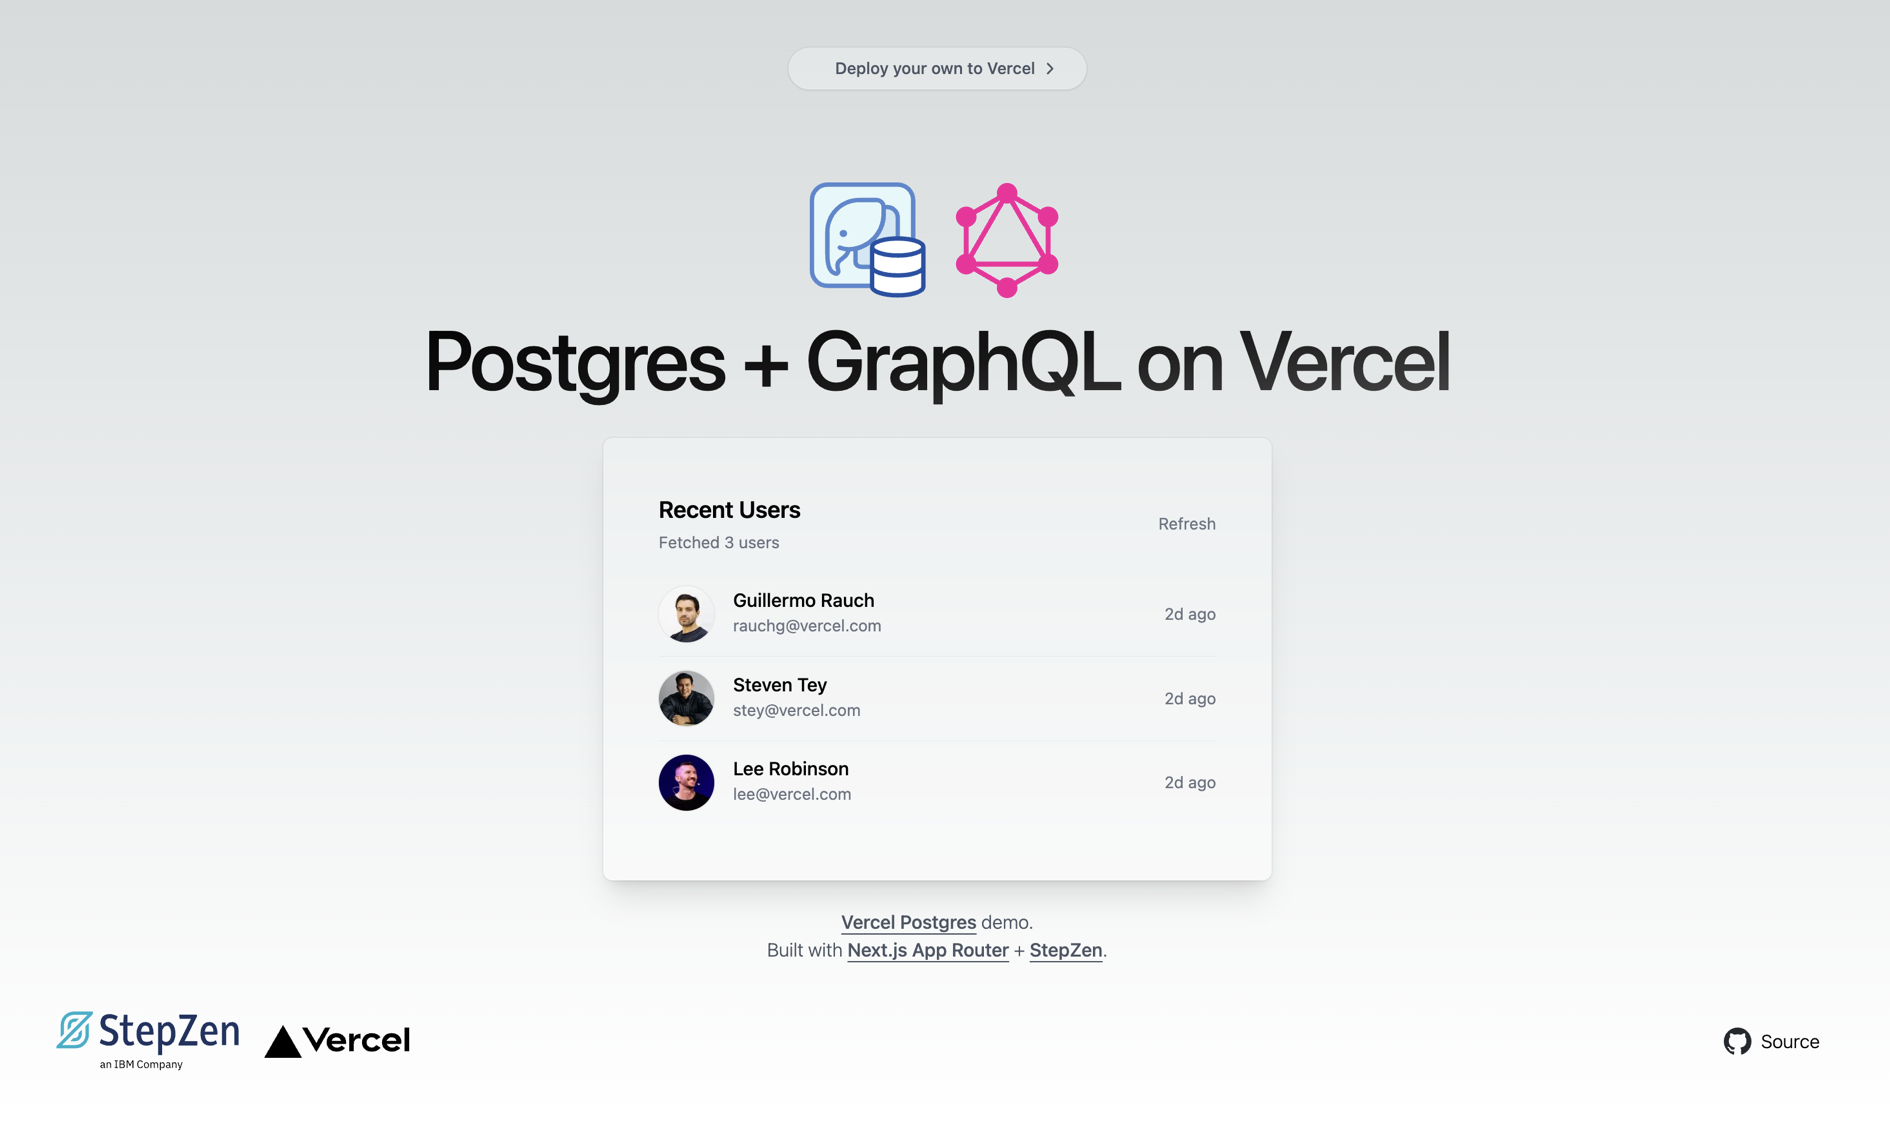 Deploy your own to Vercel
Postgres + GraphQL on Vercel
Recent Users
Fetched 3 users
Refresh
Guillermo Rauch
rauchg@vercel.com
2d ago
Steven Tey
stey@vercel.com
2d ago
Lee Robinson
lee@vercel.com
2d ago
Vercel Postgres demo.
Built with Next.js App Router + StepZen.
StepZen
an IBM Company
Vercel
Source